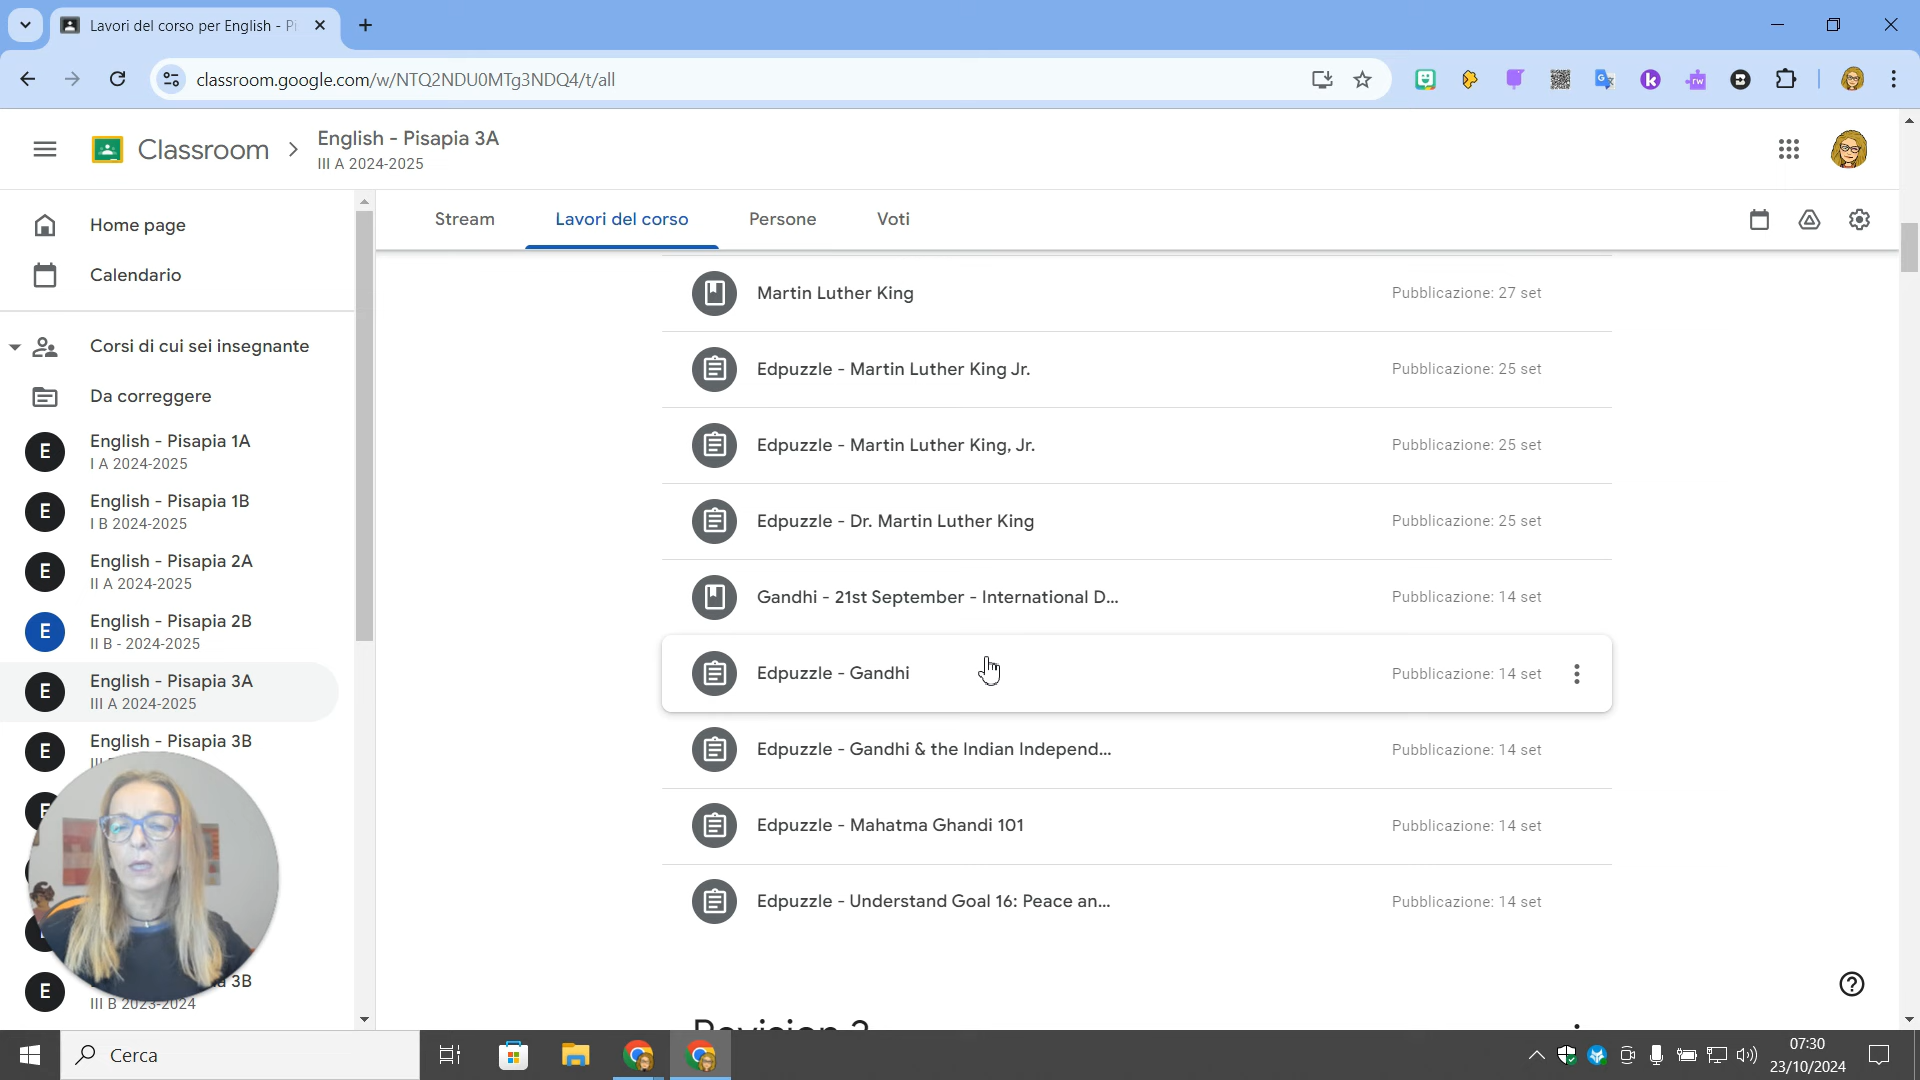 Lavori del corso per English - Pi
classroom.google.com/w/NTQ2NDU0MTg3NDQ4/t/all
Classroom
English - Pisapia 3A
III A 2024-2025
Home page
Calendario
Corsi di cui sei insegnante
Da correggere
E
English - Pisapia 1A
I A 2024-2025
E
English - Pisapia 1B
I B 2024-2025
E
English - Pisapia 2A
II A 2024-2025
E
English - Pisapia 2B
II B - 2024-2025
E
English - Pisapia 3A
III A 2024-2025
E
English - Pisapia 3B
E
E
3B
III B 2023-2024
Stream
Lavori del corso
Persone
Voti
Martin Luther King
Pubblicazione: 27 set
Edpuzzle - Martin Luther King Jr.
Pubblicazione: 25 set
Edpuzzle - Martin Luther King, Jr.
Pubblicazione: 25 set
Edpuzzle - Dr. Martin Luther King
Pubblicazione: 25 set
Gandhi - 21st September - International D...
Pubblicazione: 14 set
Edpuzzle - Gandhi
Pubblicazione: 14 set
Edpuzzle - Gandhi & the Indian Independ...
Pubblicazione: 14 set
Edpuzzle - Mahatma Ghandi 101
Pubblicazione: 14 set
Edpuzzle - Understand Goal 16: Peace an...
Pubblicazione: 14 set
Revision 2
Cerca
07:30
23/10/2024